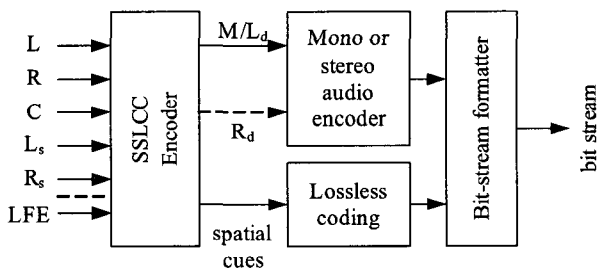 L
R
C
Ls
Rs
LFE
SSLCC
Encoder
M/Ld
Rd
spatial
cues
Mono or
stereo
audio
encoder
Lossless
coding
Bit-stream formatter
bit stream